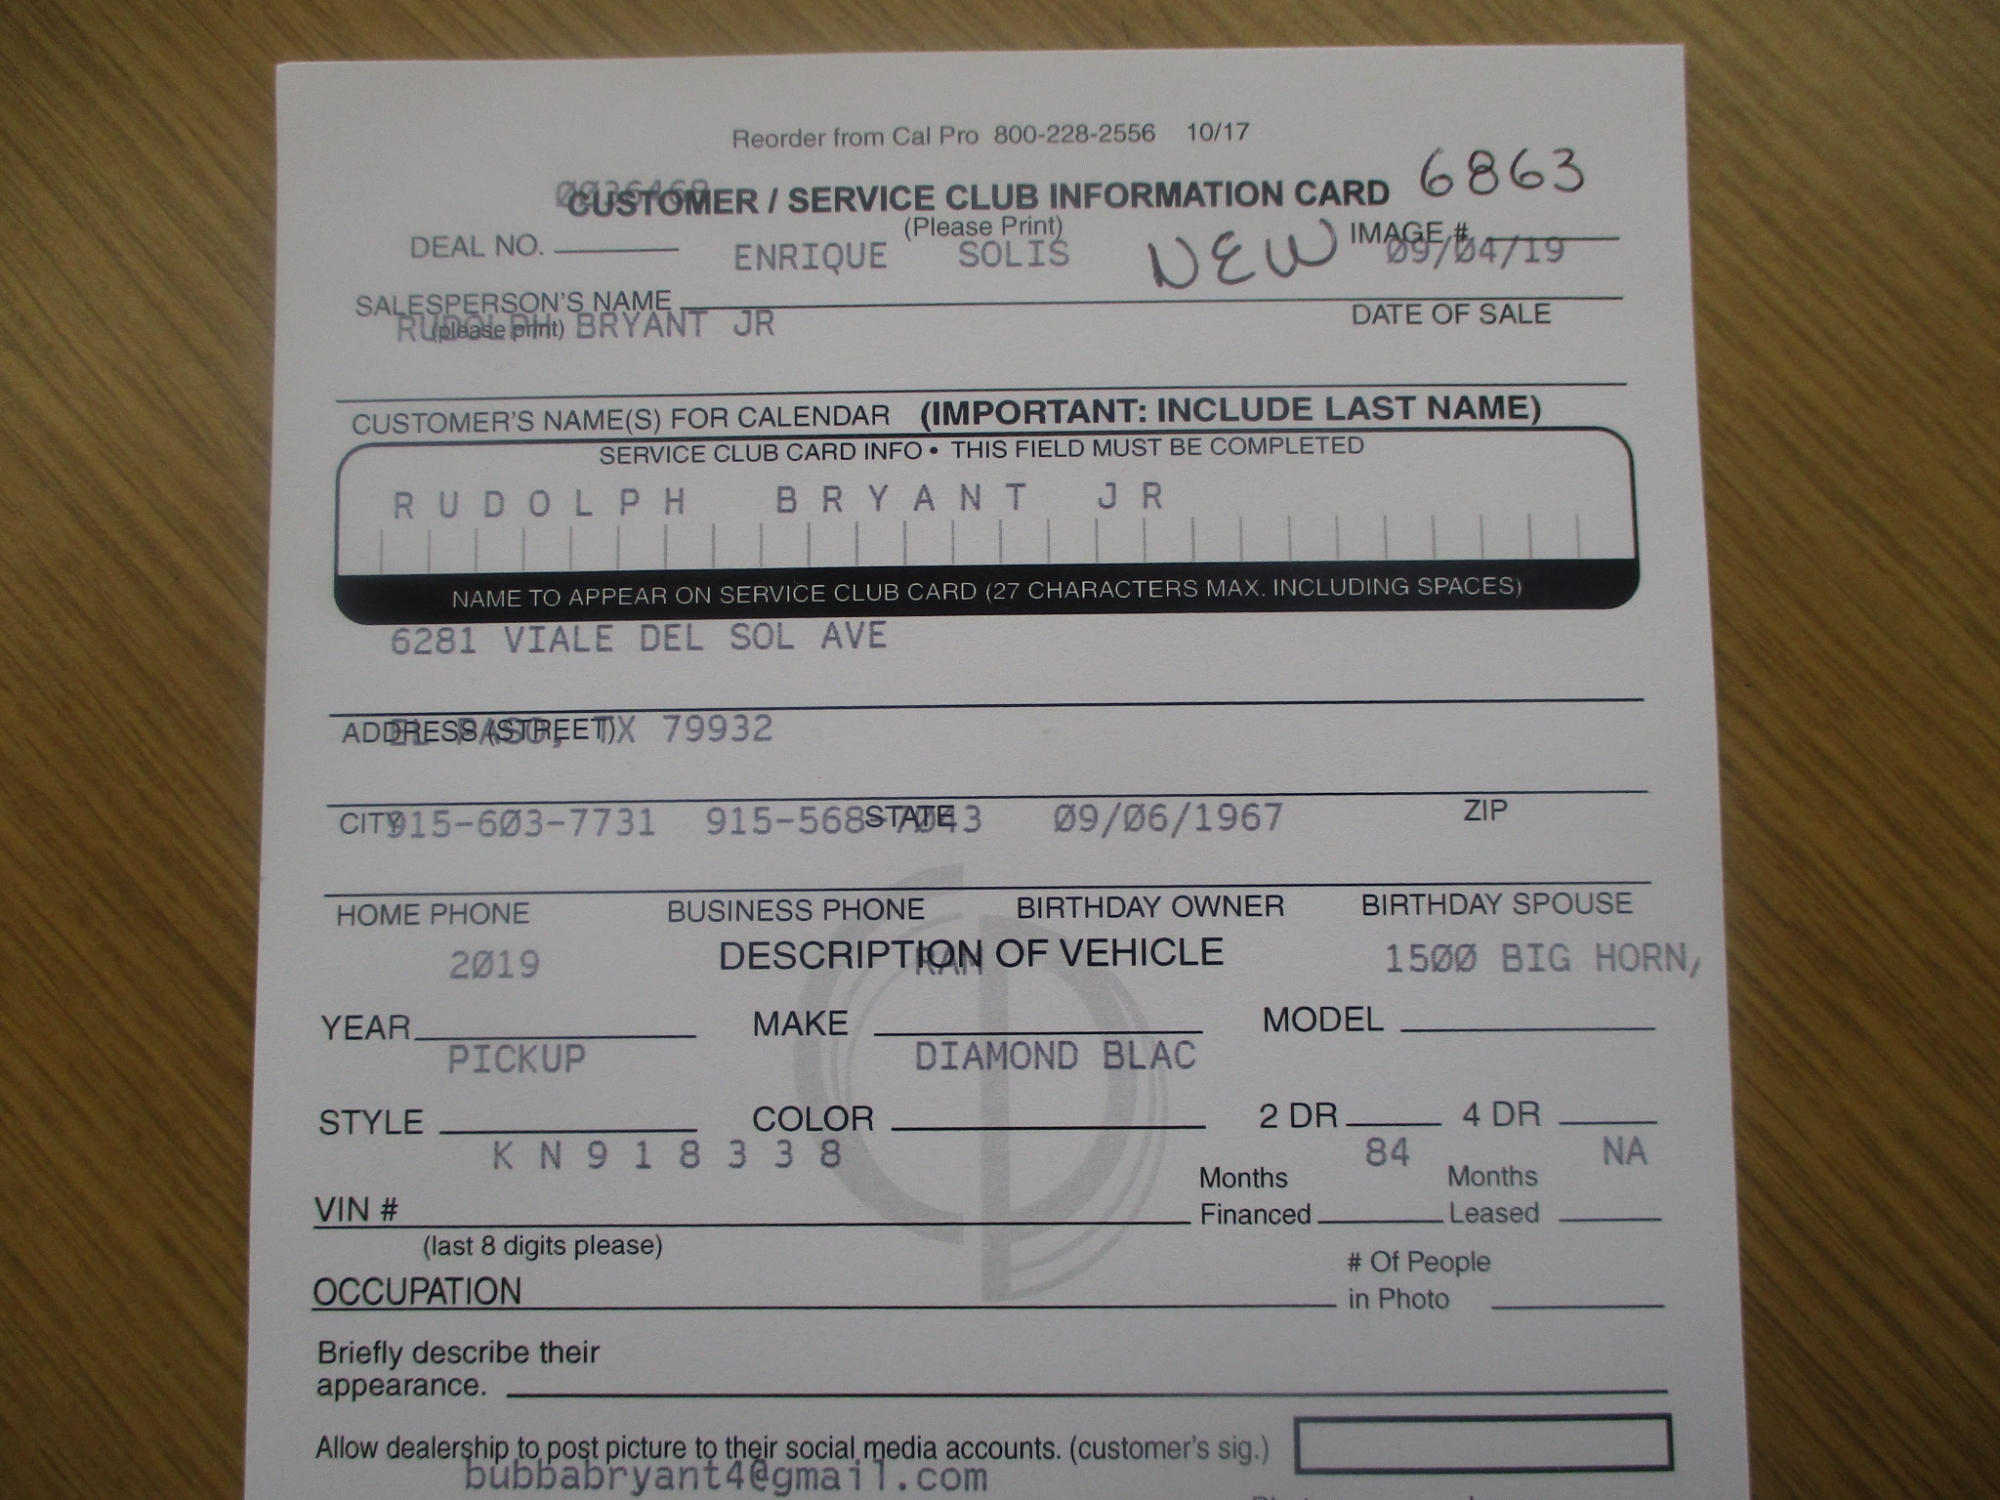 Reorder from Cal Pro 800-228-2556 10/17
6863
CUSTOMER / SERVICE CLUB INFORMATION CARD
(Please Print)
NEW
IMAGE #
DEAL NO.
ENRIQUE SOLIS
09/04/19
SALESPERSON'S NAME
(please print)
RUDOLPH BRYANT JR
DATE OF SALE
CUSTOMER'S NAME(S) FOR CALENDAR (IMPORTANT: INCLUDE LAST NAME)
SERVICE CLUB CARD INFO • THIS FIELD MUST BE COMPLETED
RUDOLPH BRYANT JR
NAME TO APPEAR ON SERVICE CLUB CARD (27 CHARACTERS MAX. INCLUDING SPACES)
6281 VIALE DEL SOL AVE
ADDRESS (STREET)
EL PASO, TX 79932
CITY STATE ZIP
915-603-7731 915-568-7043 09/06/1967
HOME PHONE BUSINESS PHONE BIRTHDAY OWNER BIRTHDAY SPOUSE
DESCRIPTION OF VEHICLE
2019 RAM 1500 BIG HORN,
YEAR MAKE MODEL
PICKUP DIAMOND BLAC
STYLE COLOR 2 DR 4 DR
KN918338 84 NA
VIN # Months Financed Months Leased
(last 8 digits please)
OCCUPATION # Of People in Photo
Briefly describe their
appearance.
Allow dealership to post picture to their social media accounts. (customer's sig.)
bubbabryant4@gmail.com